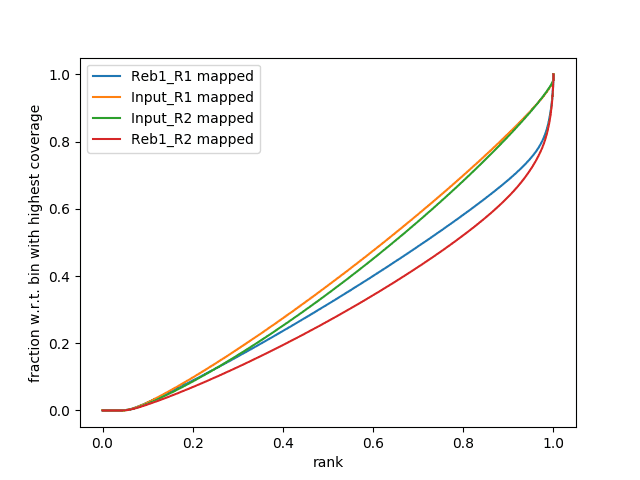 Reb1_R1 mapped
Input_R1 mapped
Input_R2 mapped
Reb1_R2 mapped
fraction w.r.t. bin with highest coverage
1.0
0.8
0.6
0.4
0.2
0.0
0.0 0.2 0.4 0.6 0.8 1.0
rank